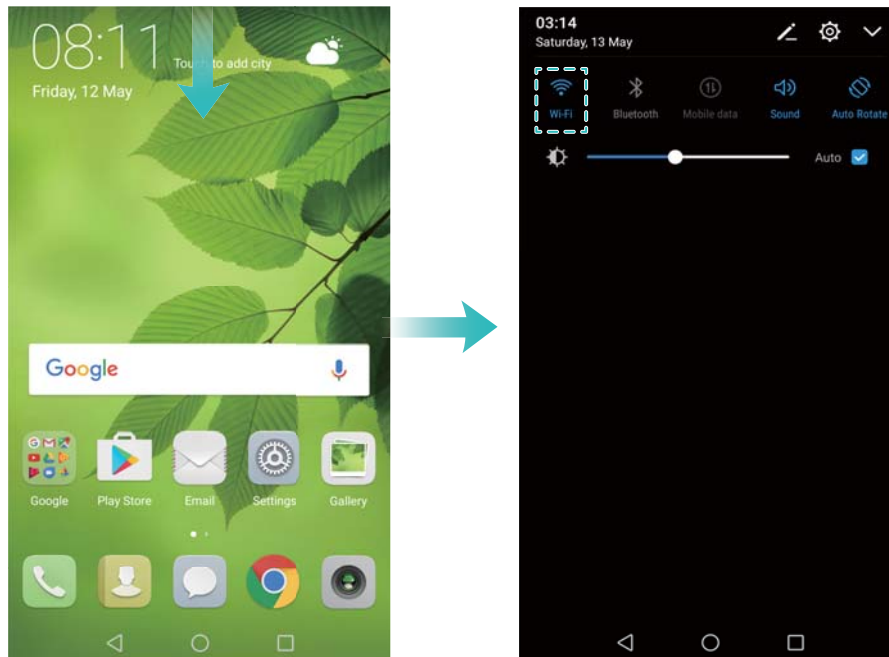 08:11
Touch to add city
Friday, 12 May
Google
Google
Play Store
Email
Settings
Gallery
03:14
Saturday, 13 May
Wi-Fi
Bluetooth
Mobile data
Sound
Auto Rotate
Auto